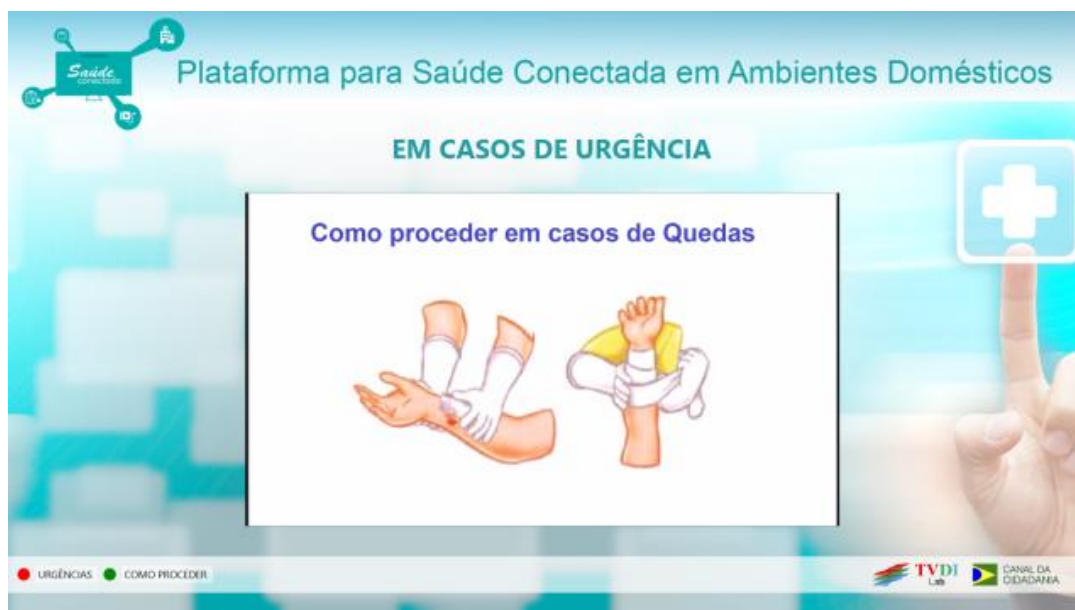 Saúde
conectada
Plataforma para Saúde Conectada em Ambientes Domésticos
EM CASOS DE URGÊNCIA
Como proceder em casos de Quedas
URGÊNCIAS
COMO PROCEDER
TVDI
Lab
CANAL DA
CIDADANIA